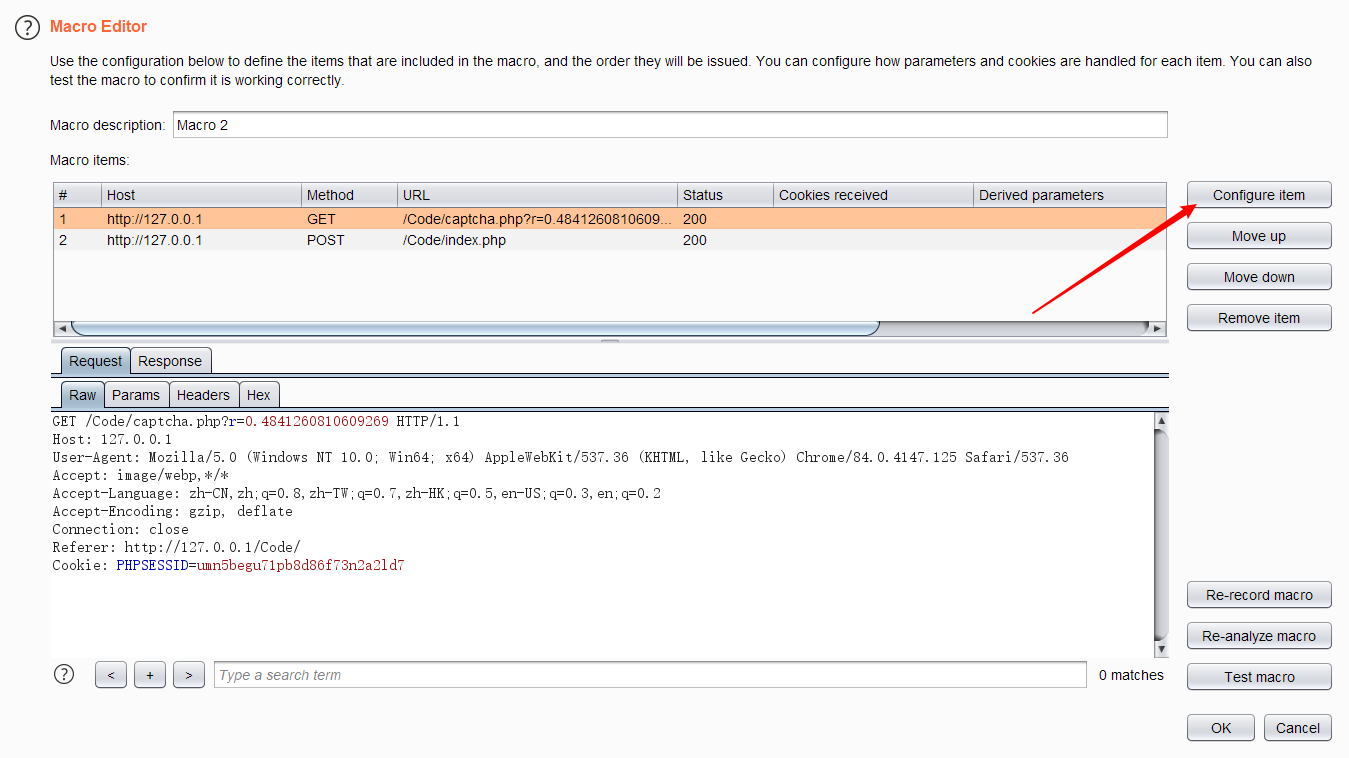 ? Macro Editor
Use the configuration below to define the items that are included in the macro, and the order they will be issued. You can configure how parameters and cookies are handled for each item. You can also
test the macro to confirm it is working correctly.
Macro description: Macro 2
Macro items:
# Host Method URL Status Cookies received Derived parameters
1 http://127.0.0.1 GET /Code/captcha.php?r=0.4841260810609... 200
2 http://127.0.0.1 POST /Code/index.php 200
Configure item
Move up
Move down
Remove item
Request Response
Raw Params Headers Hex
GET /Code/captcha.php?r=0.4841260810609269 HTTP/1.1
Host: 127.0.0.1
User-Agent: Mozilla/5.0 (Windows NT 10.0; Win64; x64) AppleWebKit/537.36 (KHTML, like Gecko) Chrome/84.0.4147.125 Safari/537.36
Accept: image/webp,*/*
Accept-Language: zh-CN,zh;q=0.8,zh-TW;q=0.7,zh-HK;q=0.5,en-US;q=0.3,en;q=0.2
Accept-Encoding: gzip, deflate
Connection: close
Referer: http://127.0.0.1/Code/
Cookie: PHPSESSID=umn5begu71pb8d86f73n2a2ld7
Re-record macro
Re-analyze macro
? < + > Type a search term 0 matches
Test macro
OK Cancel